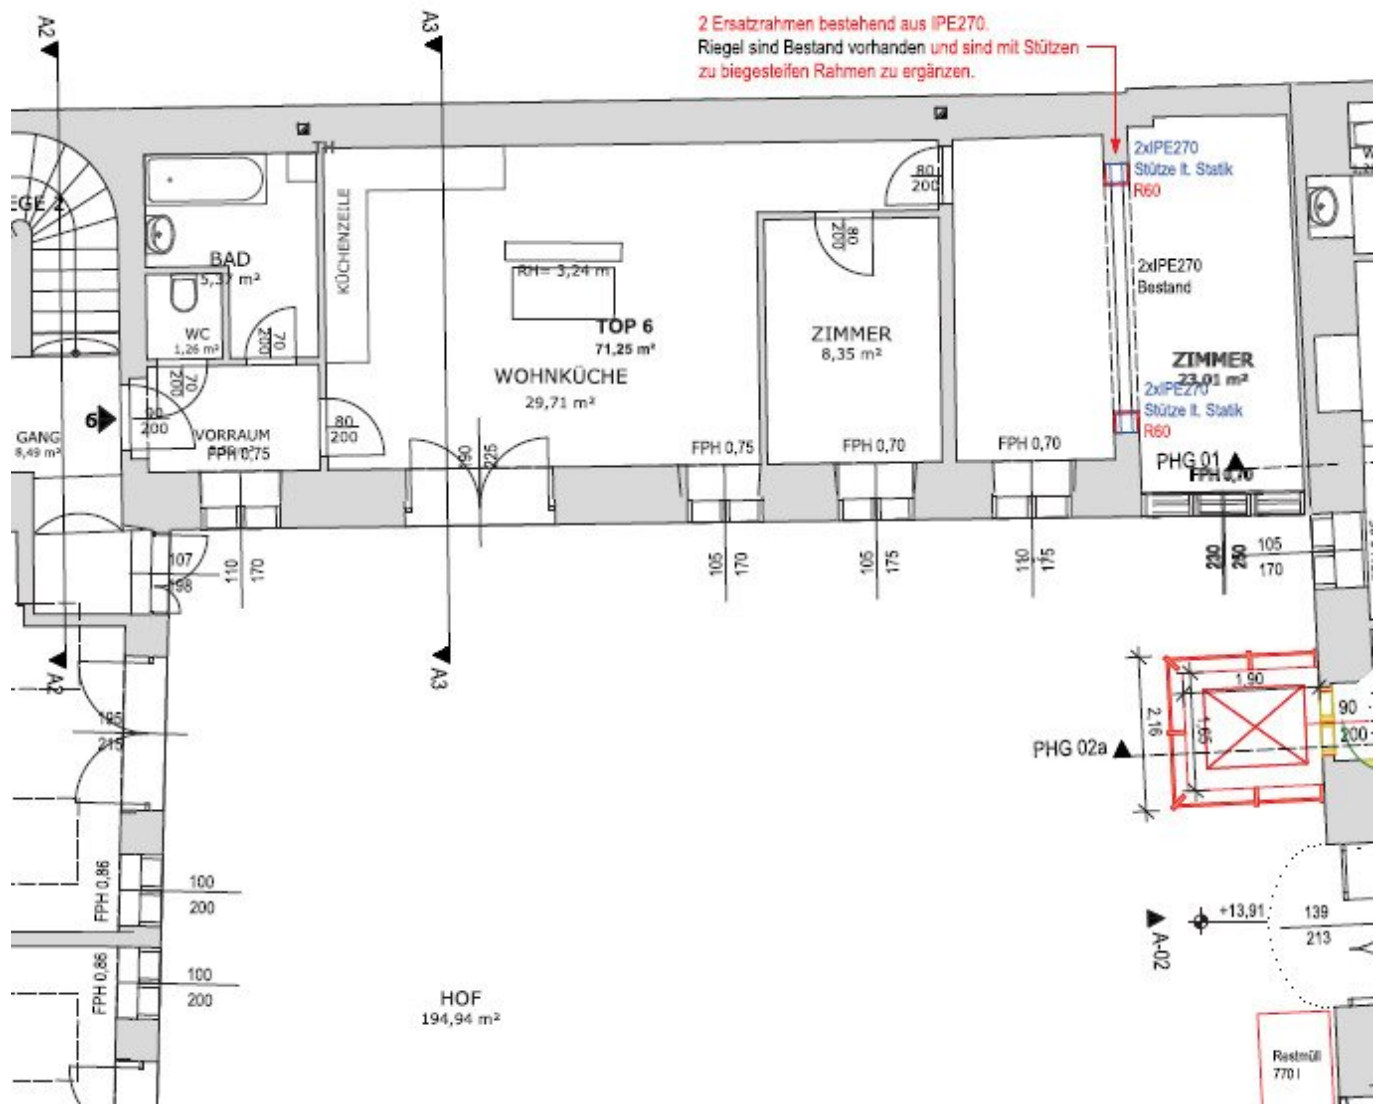 A2
A3
2 Ersatzrahmen bestehend aus IPE270.
Riegel sind Bestand vorhanden und sind mit Stützen
zu biegesteifen Rahmen zu ergänzen.
2xIPE270
Stütze lt. Statik
R60
80
200
80
200
KÜCHENZEILE
BAD
5,37 m²
RH= 3,24 m
2xIPE270
Bestand
WC
1,26 m²
70
200
TOP 6
71,25 m²
ZIMMER
8,35 m²
ZIMMER
23,01 m²
WOHNKÜCHE
29,71 m²
70
200
2xIPE270
Stütze lt. Statik
R60
6
90
200
80
200
GANG
8,49 m²
VORRAUM
FPH 0,75
FPH 0,75
FPH 0,70
FPH 0,70
PHG 01
FPH 0,70
225
107
198
110
170
105
170
105
175
175
250
105
170
A2
A3
195
215
1,90
2,16
1,65
90
200
PHG 02a
FPH 0,86
100
200
+13,91
139
213
A-02
FPH 0,86
100
200
HOF
194,94 m²
Restmüll
770 l